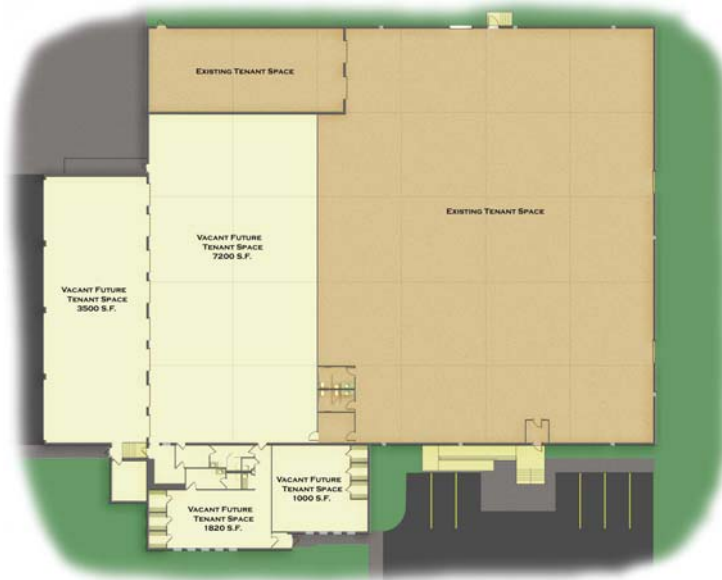 Existing Tenant Space
Existing Tenant Space
Vacant Future
Tenant Space
7200 S.F.
Vacant Future
Tenant Space
3500 S.F.
Vacant Future
Tenant Space
1000 S.F.
Vacant Future
Tenant Space
1820 S.F.